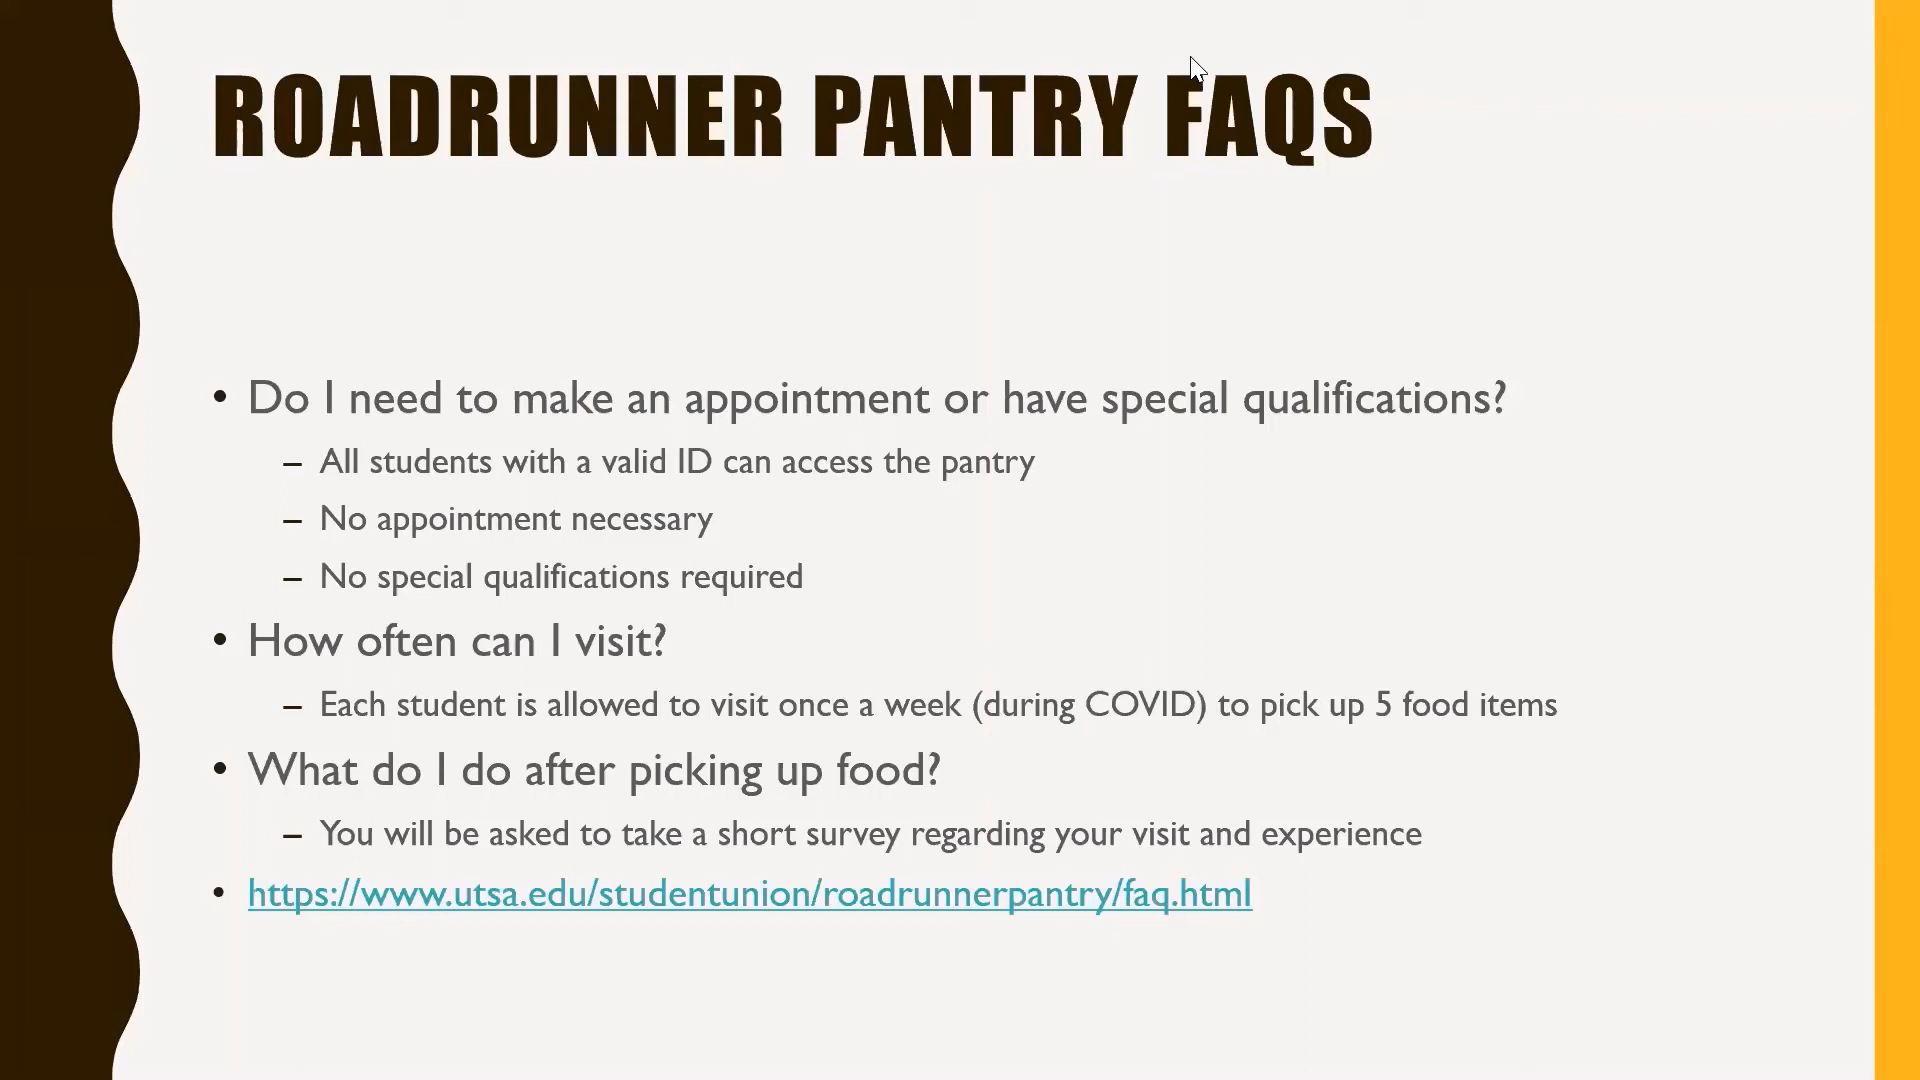 ROADRUNNER PANTRY FAQS
• Do I need to make an appointment or have special qualifications?
– All students with a valid ID can access the pantry
– No appointment necessary
– No special qualifications required
• How often can I visit?
– Each student is allowed to visit once a week (during COVID) to pick up 5 food items
• What do I do after picking up food?
– You will be asked to take a short survey regarding your visit and experience
• https://www.utsa.edu/studentunion/roadrunnerpantry/faq.html